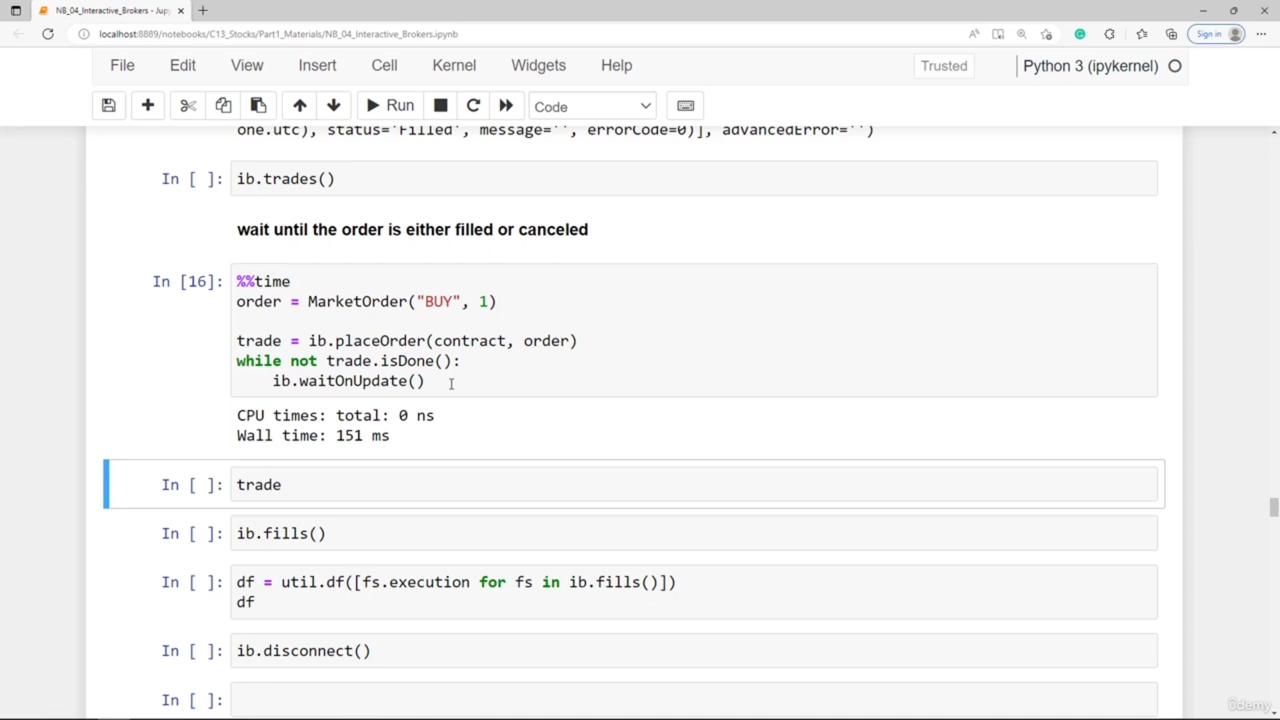 NB_04_Interactive_Brokers - Jupy
localhost:8889/notebooks/C13_Stocks/Part1_Materials/NB_04_Interactive_Brokers.ipynb
Sign in
File Edit View Insert Cell Kernel Widgets Help
Trusted
Python 3 (ipykernel)
Run
Code
one.utc), status='Filled', message='', errorCode=0)], advancedError='')
In [ ]: ib.trades()
wait until the order is either filled or canceled
In [16]: %%time
order = MarketOrder("BUY", 1)
trade = ib.placeOrder(contract, order)
while not trade.isDone():
ib.waitOnUpdate()
CPU times: total: 0 ns
Wall time: 151 ms
In [ ]: trade
In [ ]: ib.fills()
In [ ]: df = util.df([fs.execution for fs in ib.fills()])
df
In [ ]: ib.disconnect()
In [ ]:
ûdemy